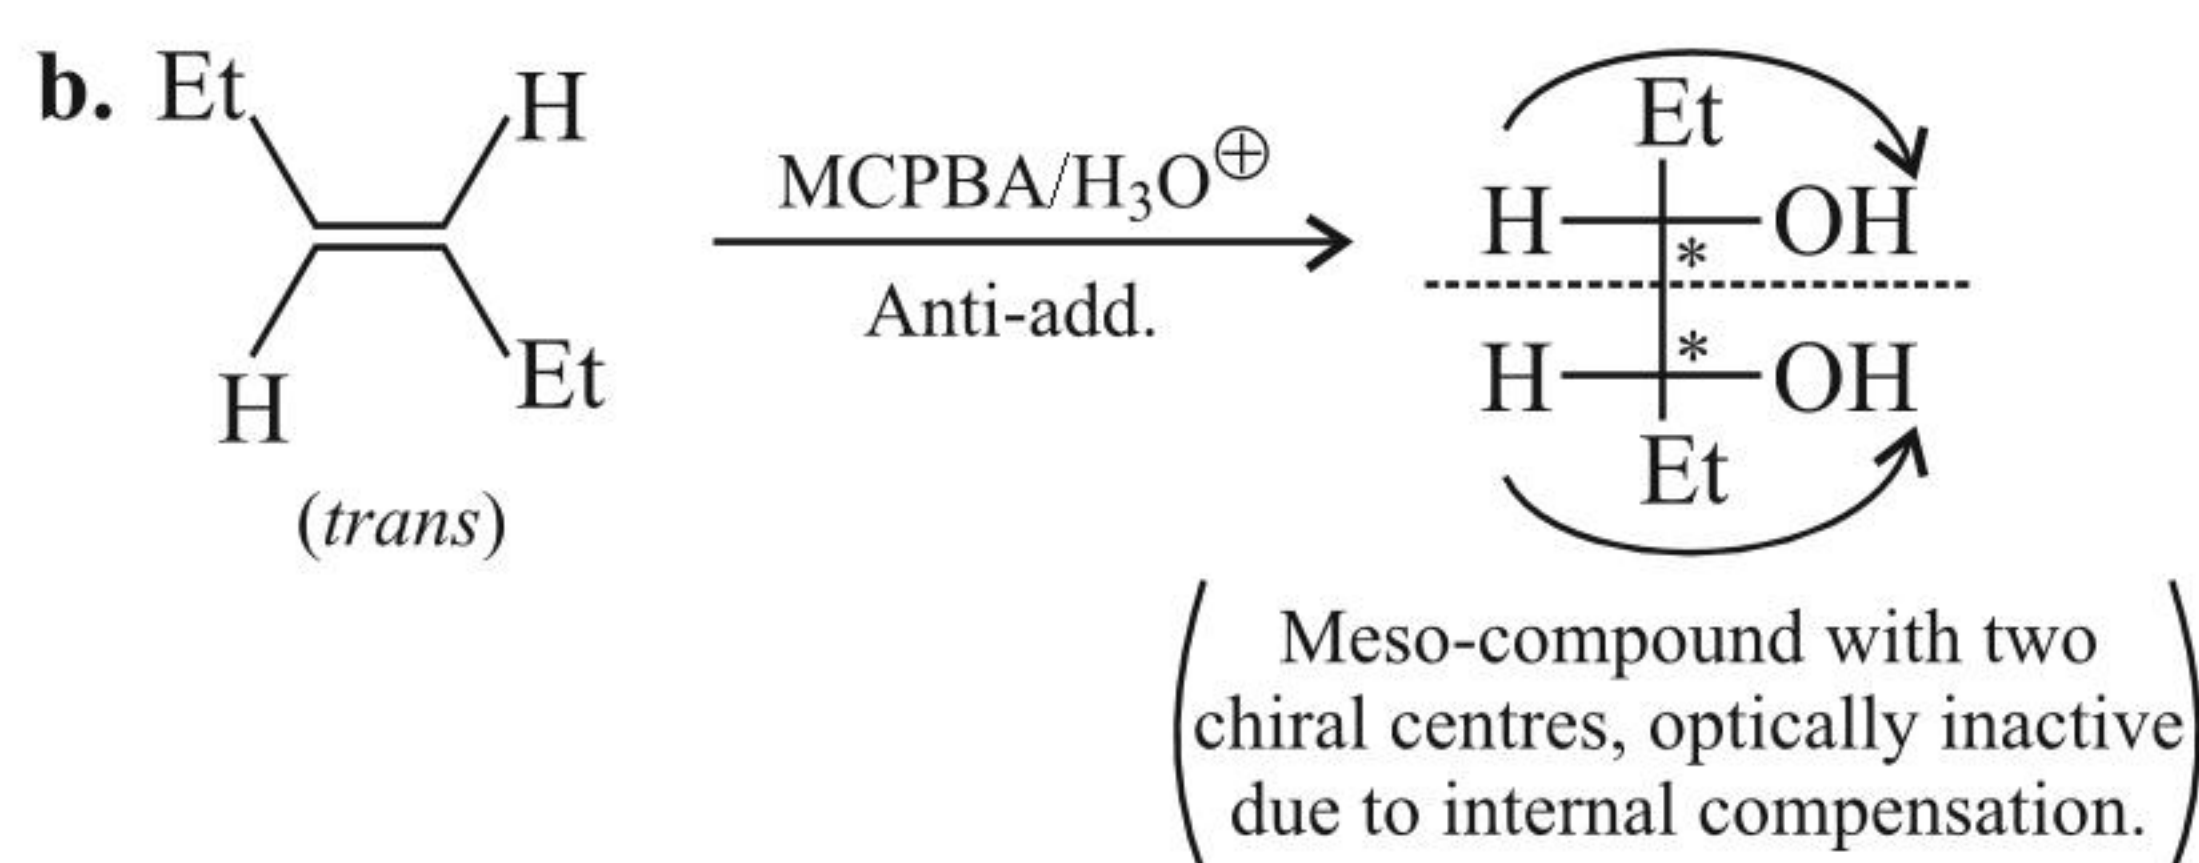 b. Et H
H Et
(trans)
MCPBA/H₃O⊕
Anti-add.
Et
H OH
*
*
H OH
Et
Meso-compound with two
chiral centres, optically inactive
due to internal compensation.